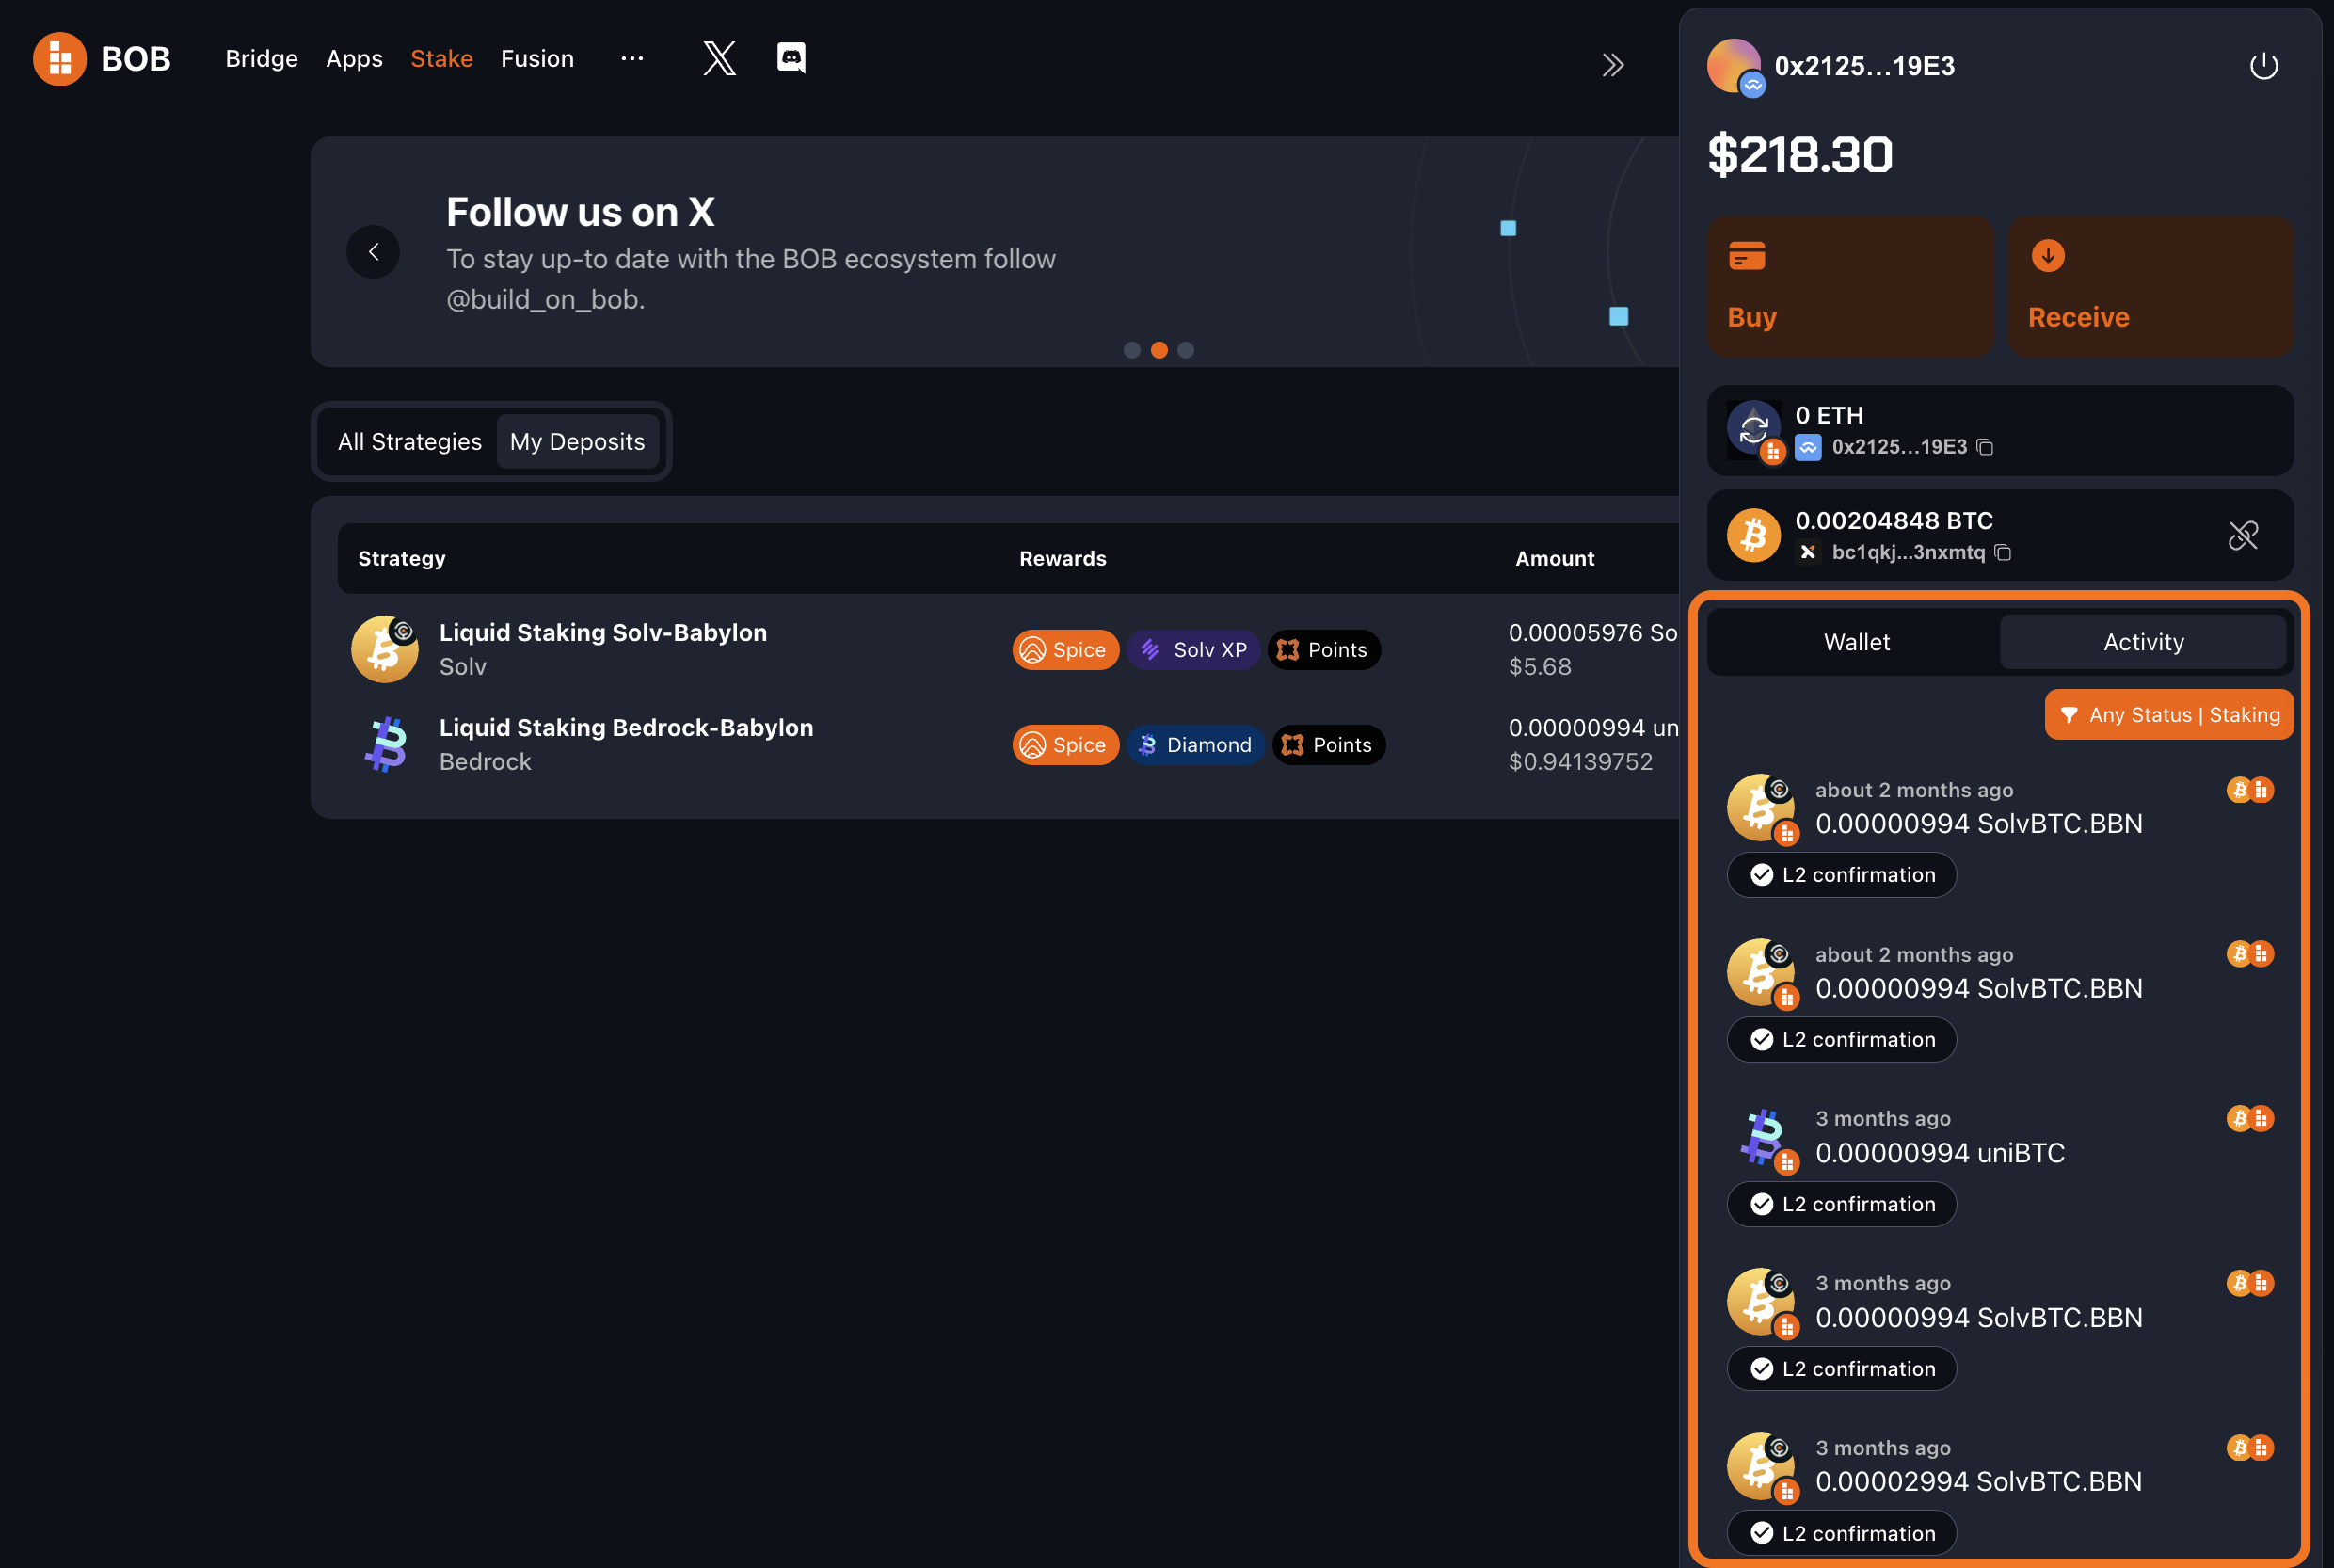 BOB
Bridge Apps Stake Fusion ...
0x2125...19E3
$218.30
Buy
Receive
0 ETH
0x2125...19E3
0.00204848 BTC
bc1qkj...3nxmtq
Follow us on X
To stay up-to date with the BOB ecosystem follow
@build_on_bob.
All Strategies My Deposits
Strategy Rewards Amount
Liquid Staking Solv-Babylon
Solv
Spice Solv XP Points
0.00005976 So
$5.68
Liquid Staking Bedrock-Babylon
Bedrock
Spice Diamond Points
0.00000994 un
$0.94139752
Wallet Activity
Any Status | Staking
about 2 months ago
0.00000994 SolvBTC.BBN
L2 confirmation
about 2 months ago
0.00000994 SolvBTC.BBN
L2 confirmation
3 months ago
0.00000994 uniBTC
L2 confirmation
3 months ago
0.00000994 SolvBTC.BBN
L2 confirmation
3 months ago
0.00002994 SolvBTC.BBN
L2 confirmation